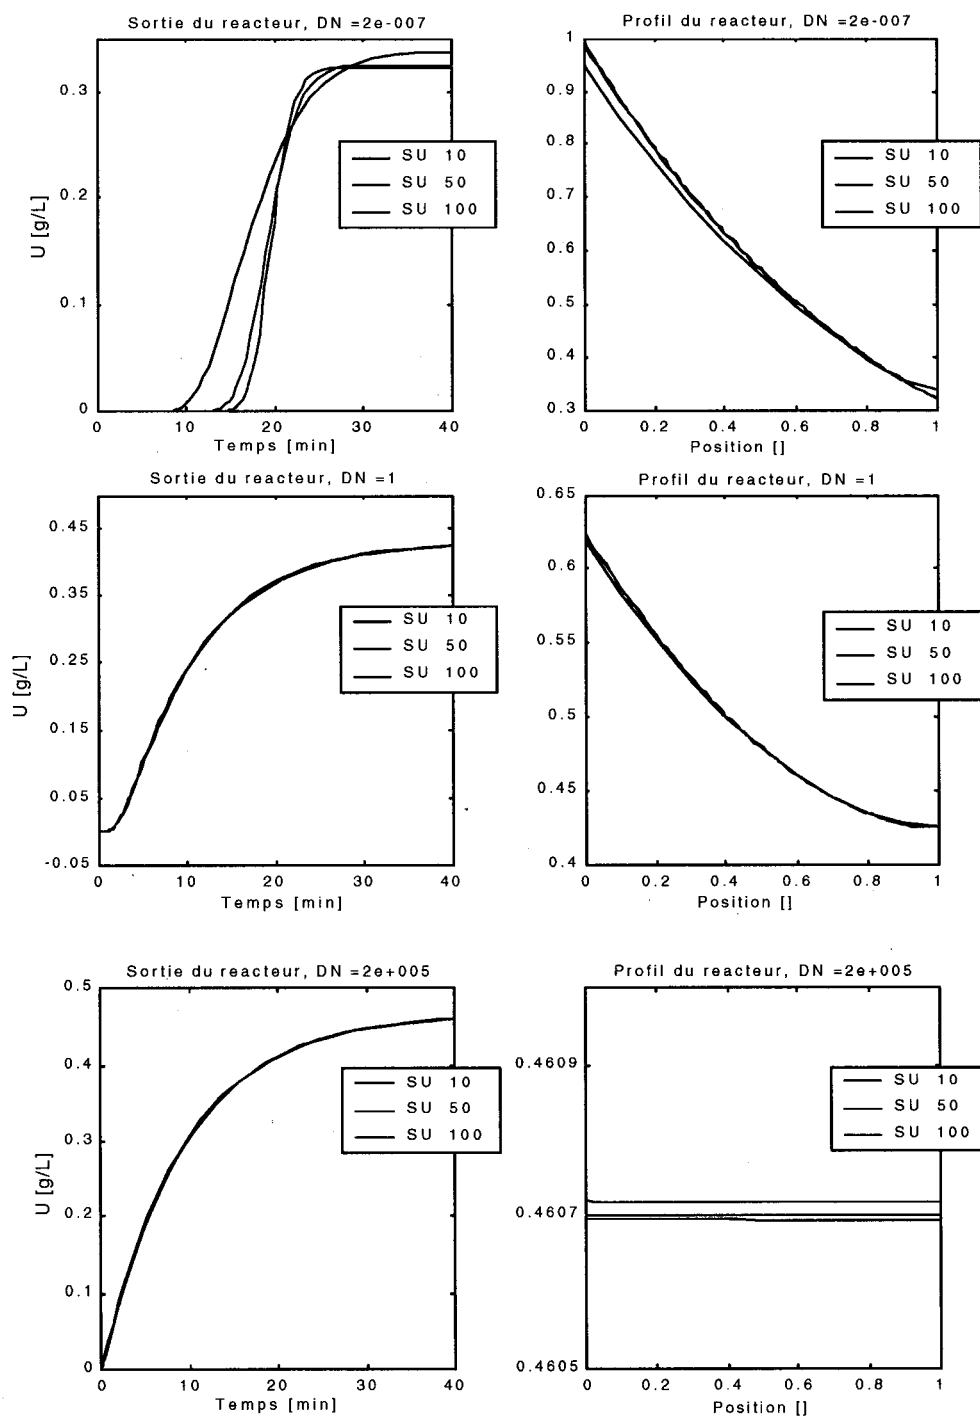 Sortie du reacteur, DN =2e-007
U [g/L]
0.3
0.2
0.1
0
SU 10
SU 50
SU 100
0 10 20 30 40
Temps [min]
Profil du reacteur, DN =2e-007
1
0.9
0.8
0.7
0.6
0.5
0.4
0.3
SU 10
SU 50
SU 100
0 0.2 0.4 0.6 0.8 1
Position []
Sortie du reacteur, DN =1
U [g/L]
0.45
0.35
0.25
0.15
0.05
-0.05
SU 10
SU 50
SU 100
0 10 20 30 40
Temps [min]
Profil du reacteur, DN =1
0.65
0.6
0.55
0.5
0.45
0.4
SU 10
SU 50
SU 100
0 0.2 0.4 0.6 0.8 1
Position []
Sortie du reacteur, DN =2e+005
U [g/L]
0.5
0.4
0.3
0.2
0.1
0
SU 10
SU 50
SU 100
0 10 20 30 40
Temps [min]
Profil du reacteur, DN =2e+005
0.4609
0.4607
0.4605
SU 10
SU 50
SU 100
0 0.2 0.4 0.6 0.8 1
Position []